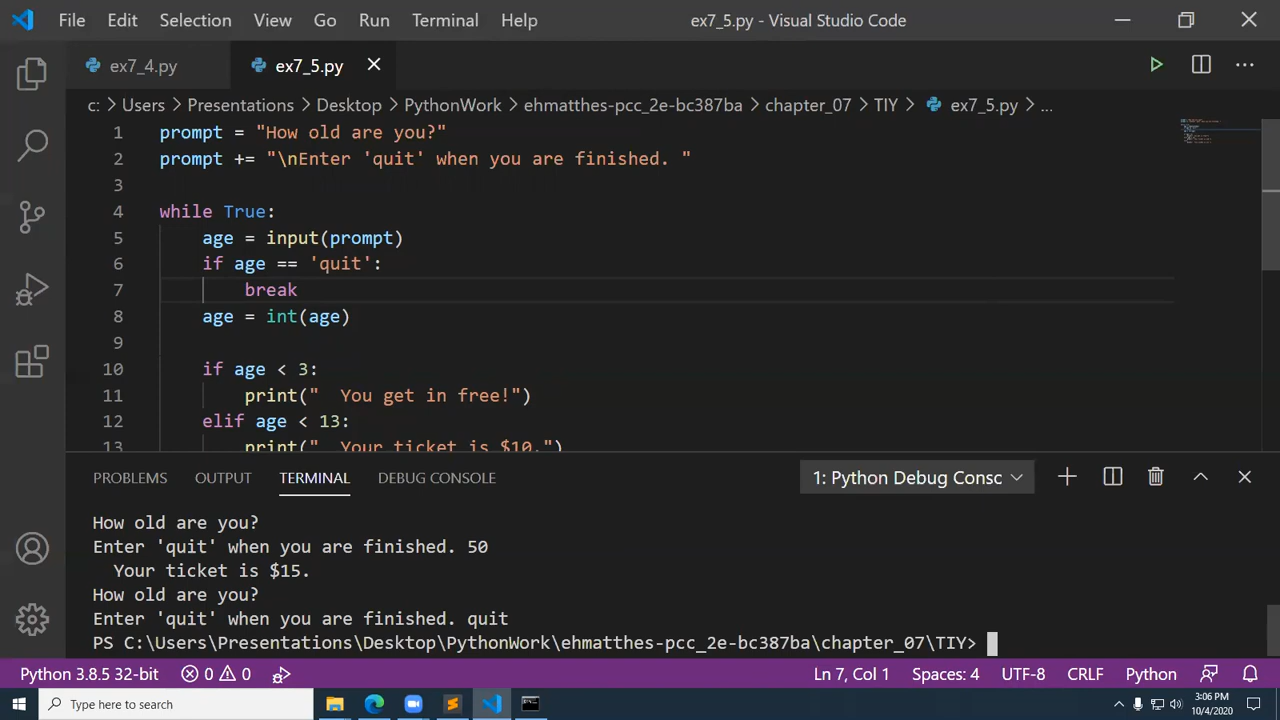 File Edit Selection View Go Run Terminal Help ex7_5.py - Visual Studio Code
ex7_4.py ex7_5.py
c: > Users > Presentations > Desktop > PythonWork > ehmatthes-pcc_2e-bc387ba > chapter_07 > TIY > ex7_5.py > ...
1 prompt = "How old are you?"
2 prompt += "\nEnter 'quit' when you are finished. "
3
4 while True:
5     age = input(prompt)
6     if age == 'quit':
7         break
8     age = int(age)
9
10     if age < 3:
11         print("  You get in free!")
12     elif age < 13:
13         print("  Your ticket is $10.")
PROBLEMS OUTPUT TERMINAL DEBUG CONSOLE 1: Python Debug Consc
How old are you?
Enter 'quit' when you are finished. 50
  Your ticket is $15.
How old are you?
Enter 'quit' when you are finished. quit
PS C:\Users\Presentations\Desktop\PythonWork\ehmatthes-pcc_2e-bc387ba\chapter_07\TIY>
Python 3.8.5 32-bit 0 0 Ln 7, Col 1 Spaces: 4 UTF-8 CRLF Python
Type here to search 3:06 PM
10/4/2020